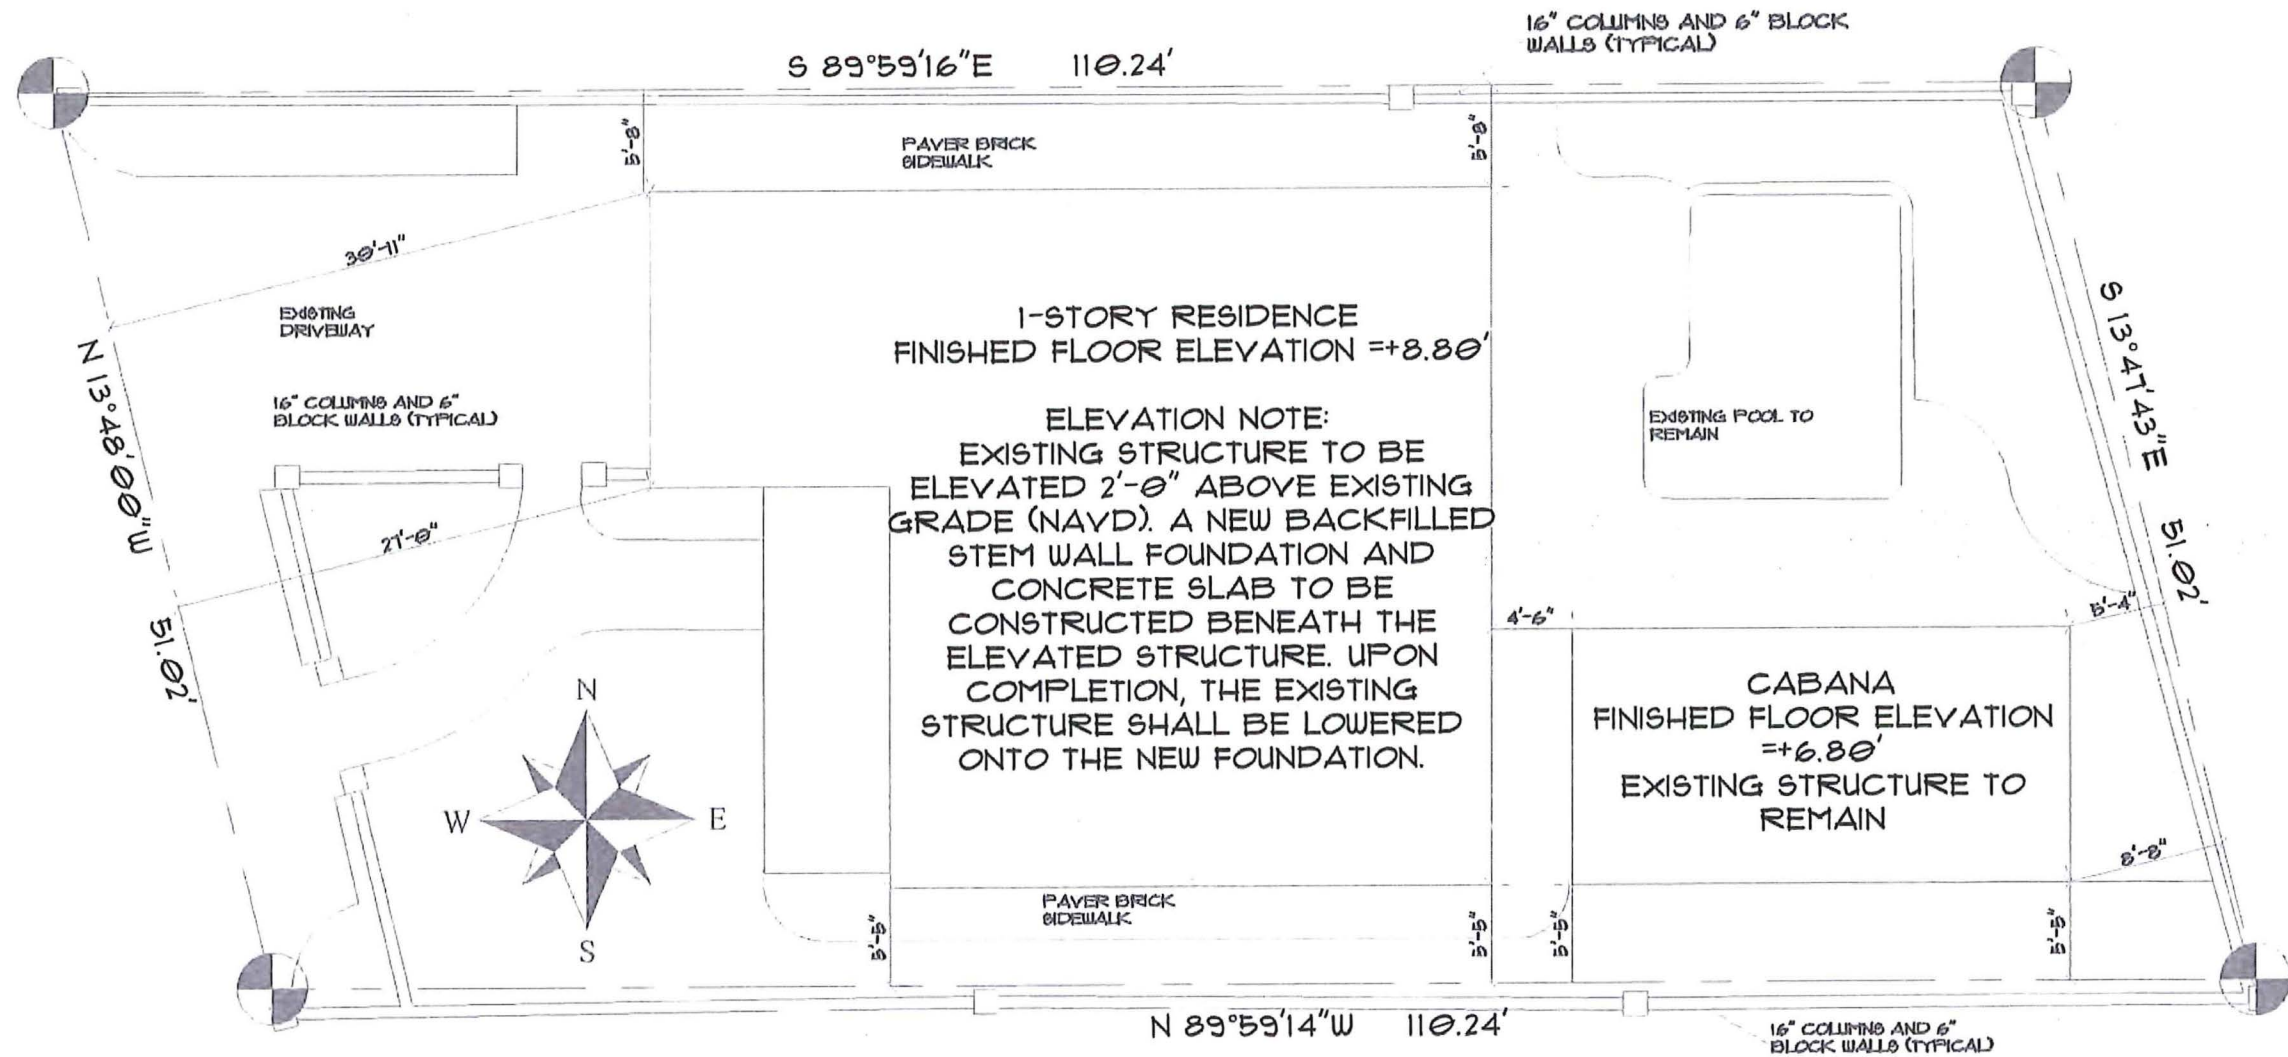 16" COLUMNS AND 6" BLOCK
WALLS (TYPICAL)
S 89°59'16"E 110.24'
5'-8"
PAVER BRICK
SIDEWALK
5'-8"
30'-11"
EXISTING
DRIVEWAY
N 13°48'00"W 51.02'
16" COLUMNS AND 6"
BLOCK WALLS (TYPICAL)
1-STORY RESIDENCE
FINISHED FLOOR ELEVATION =+8.80'
ELEVATION NOTE:
EXISTING STRUCTURE TO BE
ELEVATED 2'-0" ABOVE EXISTING
GRADE (NAVD). A NEW BACKFILLED
STEM WALL FOUNDATION AND
CONCRETE SLAB TO BE
CONSTRUCTED BENEATH THE
ELEVATED STRUCTURE. UPON
COMPLETION, THE EXISTING
STRUCTURE SHALL BE LOWERED
ONTO THE NEW FOUNDATION.
EXISTING POOL TO
REMAIN
S 13°47'43"E 51.02'
27'-0"
4'-6"
5'-4"
N
W
E
S
CABANA
FINISHED FLOOR ELEVATION
=+6.80'
EXISTING STRUCTURE TO
REMAIN
8'-8"
PAVER BRICK
SIDEWALK
5'-5"
5'-5"
5'-5"
5'-5"
N 89°59'14"W 110.24'
16" COLUMNS AND 6"
BLOCK WALLS (TYPICAL)